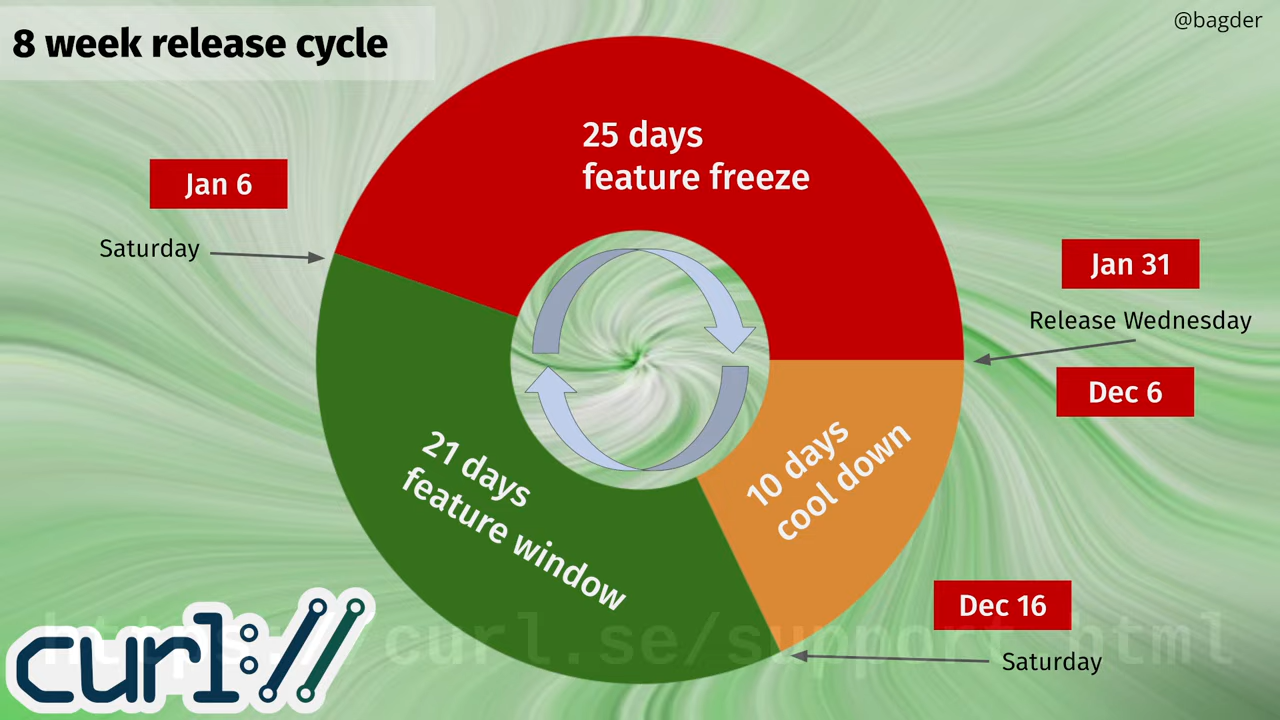 8 week release cycle
@bagder
25 days
feature freeze
Jan 6
Saturday
Jan 31
Release Wednesday
Dec 6
10 days
cool down
21 days
feature window
Dec 16
Saturday
https://curl.se/support.html
curl://